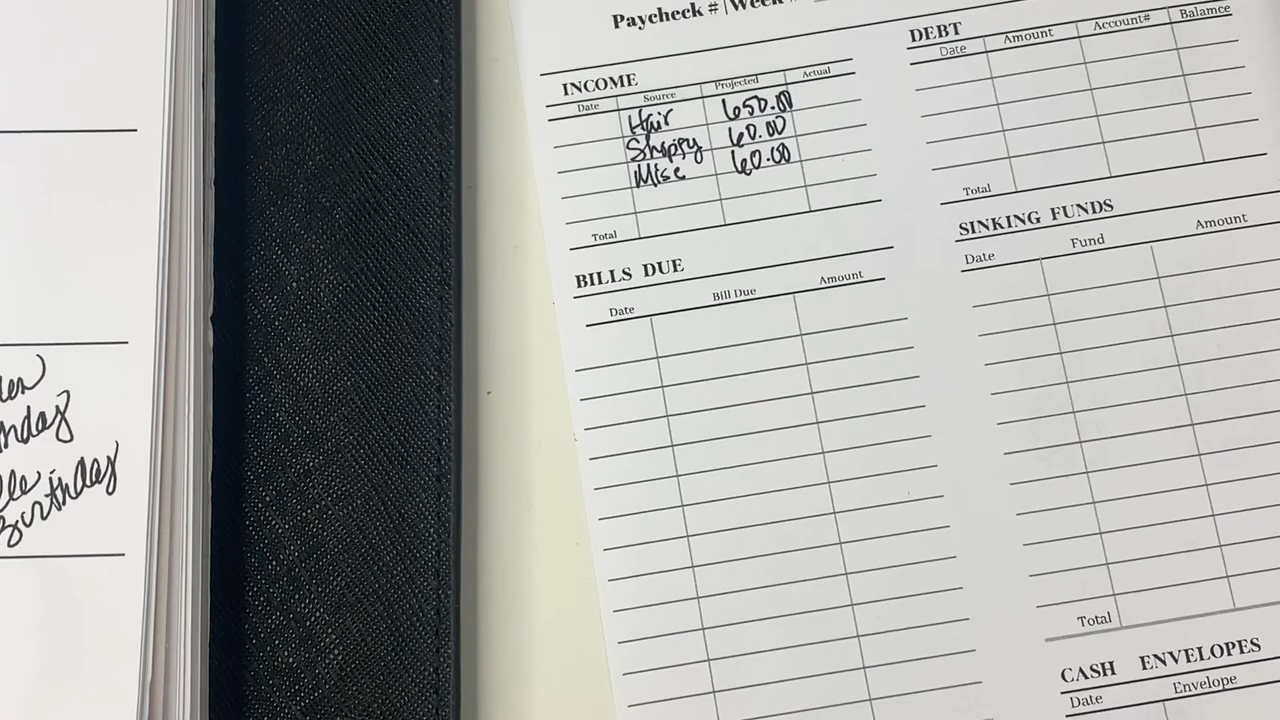 nday
Birthday
Paycheck # | Week
INCOME
Date Source Projected Actual
Hair 650.00
60.00
Misc 60.00
Total
BILLS DUE
Date Bill Due Amount
DEBT
Date Amount Account# Balance
Total
SINKING FUNDS
Date Fund Amount
Total
CASH ENVELOPES
Date Envelope